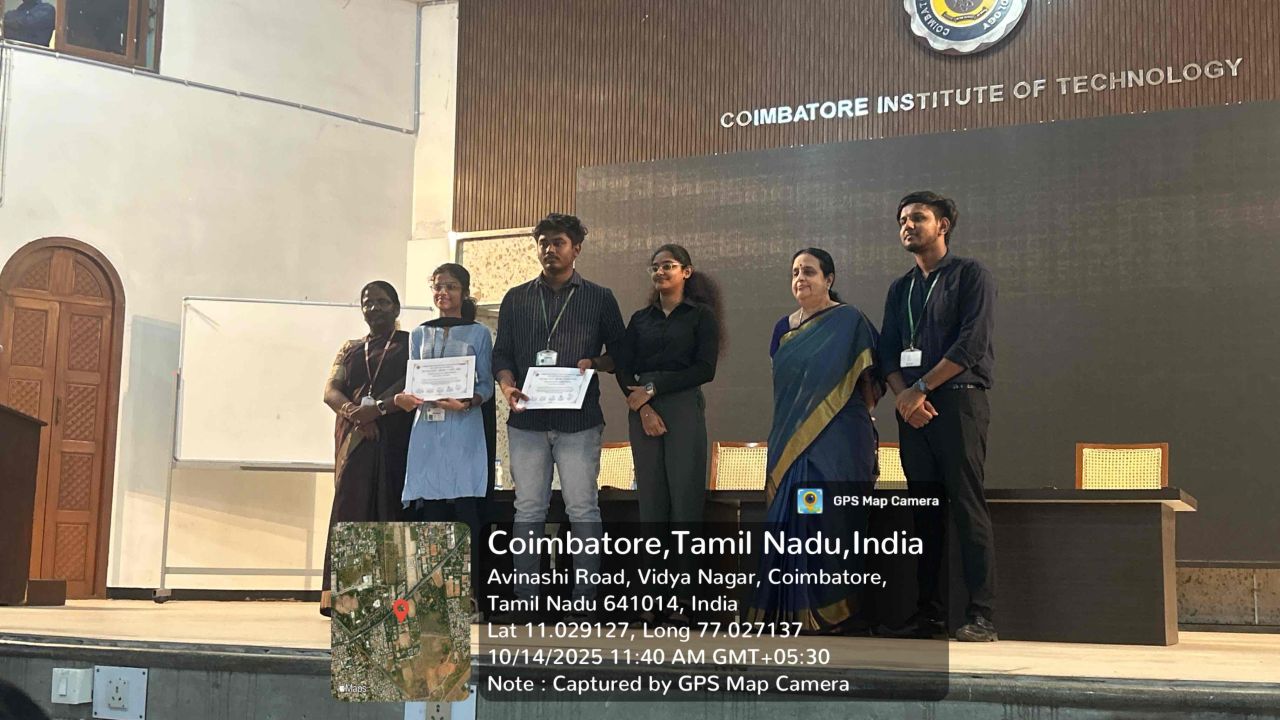 COIMBATORE INSTITUTE OF TECHNOLOGY
GPS Map Camera
Coimbatore,Tamil Nadu,India
Avinashi Road, Vidya Nagar, Coimbatore,
Tamil Nadu 641014, India
Lat 11.029127, Long 77.027137
10/14/2025 11:40 AM GMT+05:30
Note : Captured by GPS Map Camera
Maps